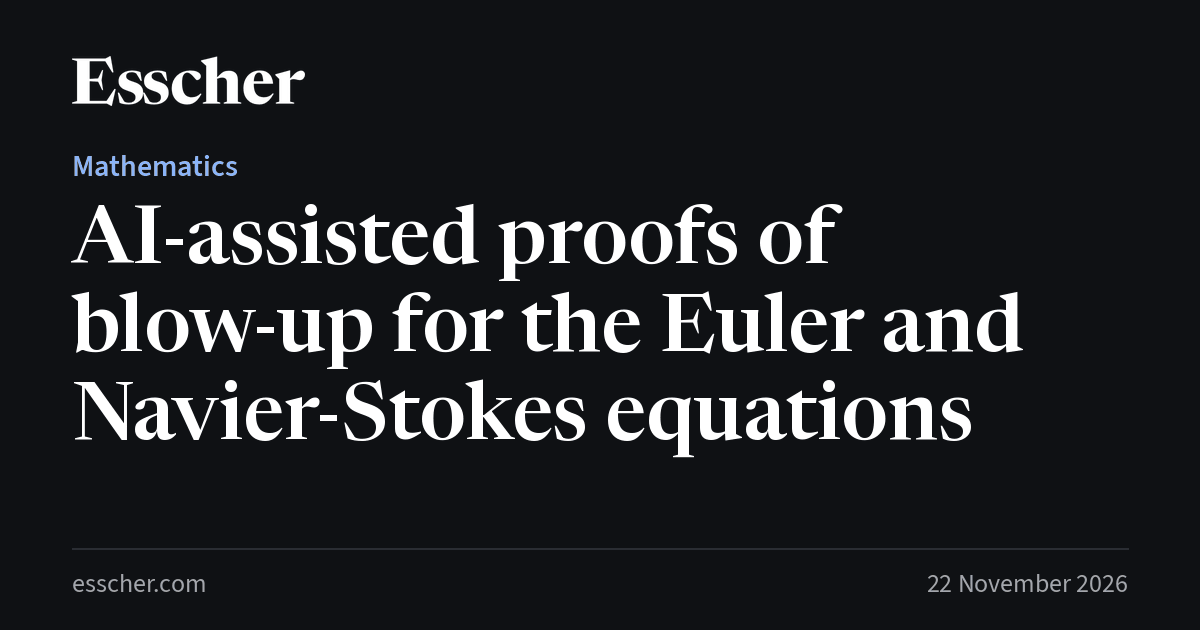 Esscher
Mathematics
AI-assisted proofs of
blow-up for the Euler and
Navier-Stokes equations
esscher.com
22 November 2026